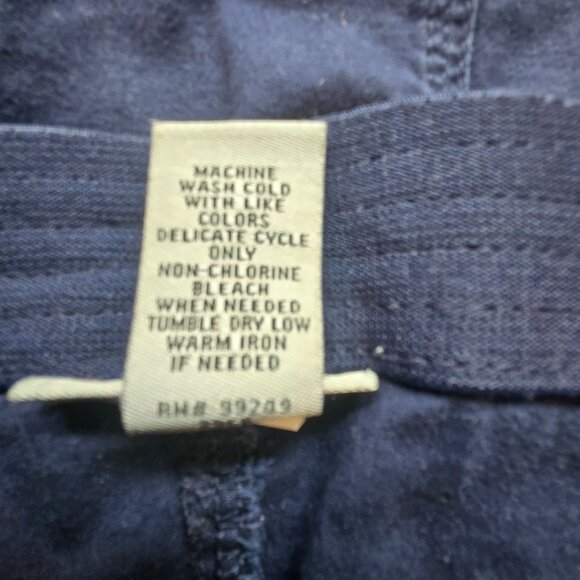 MACHINE
WASH COLD
WITH LIKE
COLORS
DELICATE CYCLE
ONLY
NON-CHLORINE
BLEACH
WHEN NEEDED
TUMBLE DRY LOW
WARM IRON
IF NEEDED
RN# 99249